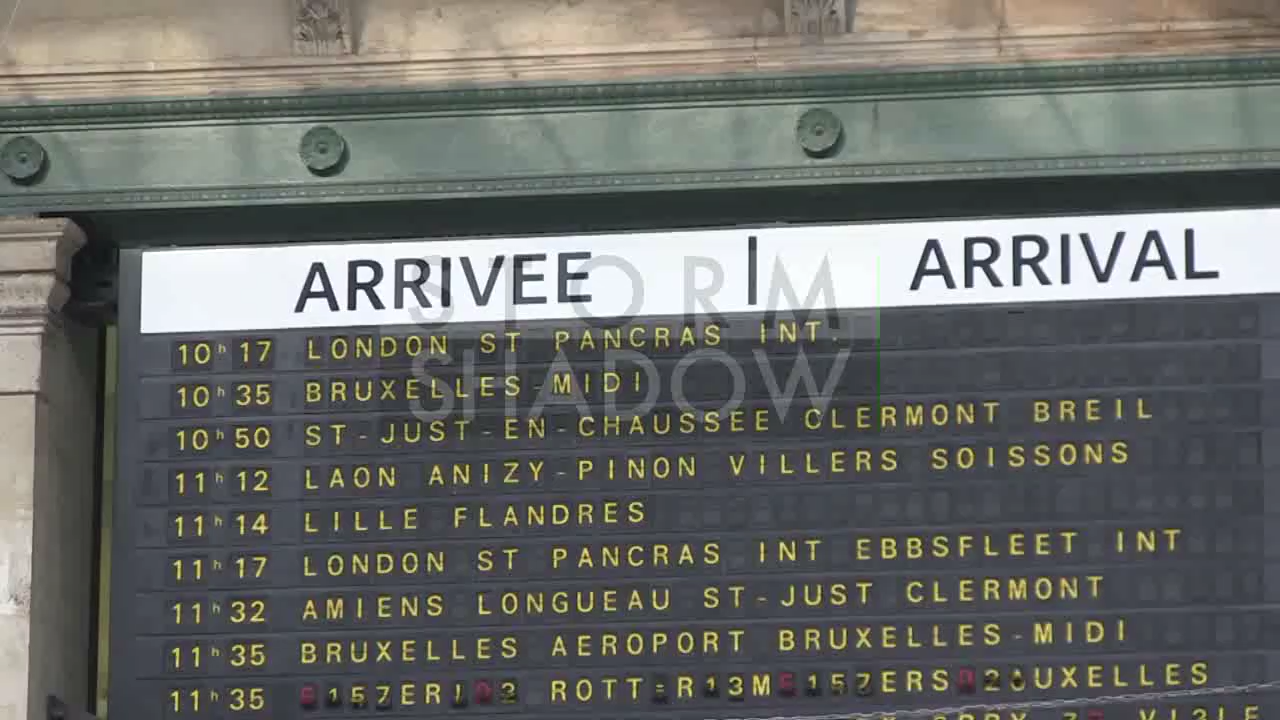 ARRIVEE | ARRIVAL
STORM
SHADOW
10h17 LONDON ST PANCRAS INT.
10h35 BRUXELLES-MIDI
10h50 ST-JUST-EN-CHAUSSEE CLERMONT BREIL
11h12 LAON ANIZY-PINON VILLERS SOISSONS
11h14 LILLE FLANDRES
11h17 LONDON ST PANCRAS INT EBBSFLEET INT
11h32 AMIENS LONGUEAU ST-JUST CLERMONT
11h35 BRUXELLES AEROPORT BRUXELLES-MIDI
11h35